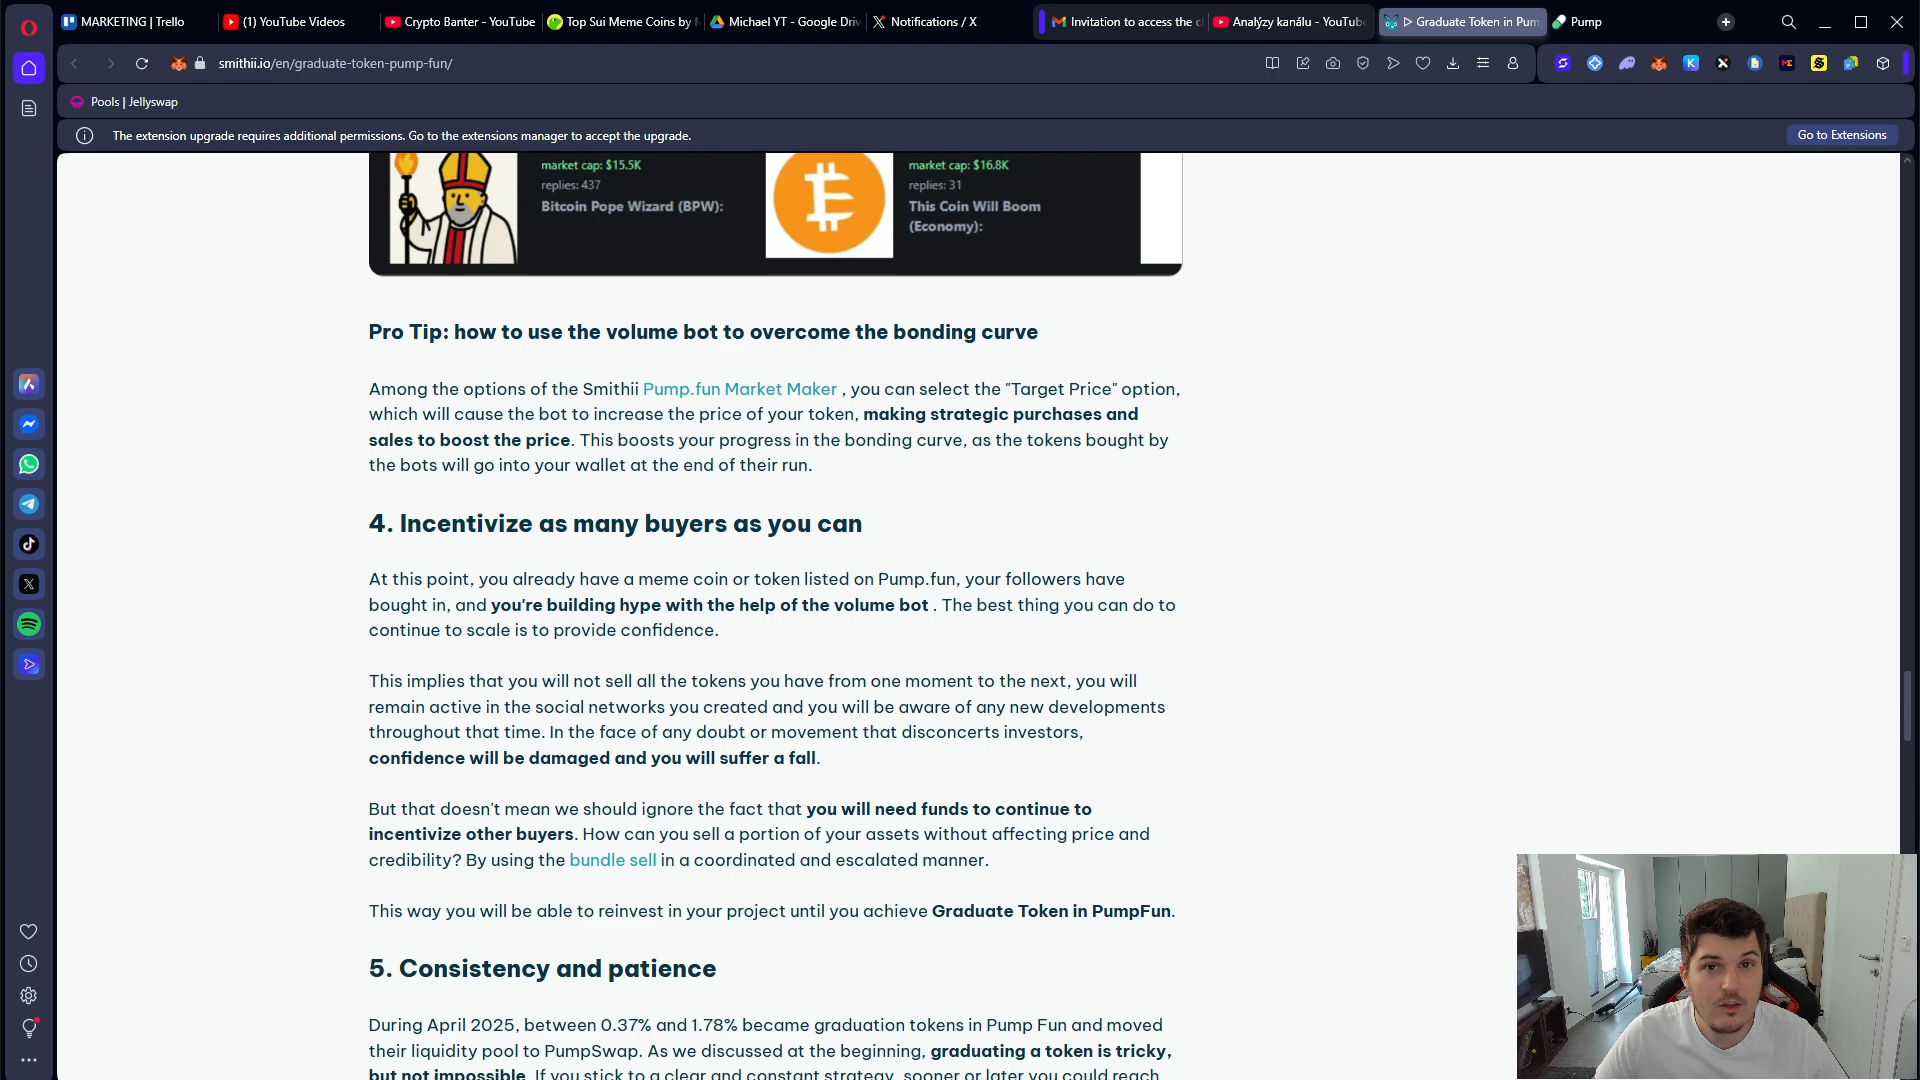 MARKETING | Trello
(1) YouTube Videos
Crypto Banter - YouTube
Top Sui Meme Coins by
Michael YT - Google Driv
Notifications / X
Invitation to access the c
Analýzy kanálu - YouTub
Graduate Token in Pum
Pump
smithii.io/en/graduate-token-pump-fun/
Pools | Jellyswap
The extension upgrade requires additional permissions. Go to the extensions manager to accept the upgrade.
Go to Extensions
market cap: $15.5K
replies: 437
Bitcoin Pope Wizard (BPW):
market cap: $16.8K
replies: 31
This Coin Will Boom
(Economy):
Pro Tip: how to use the volume bot to overcome the bonding curve
Among the options of the Smithii Pump.fun Market Maker , you can select the "Target Price" option,
which will cause the bot to increase the price of your token, making strategic purchases and
sales to boost the price. This boosts your progress in the bonding curve, as the tokens bought by
the bots will go into your wallet at the end of their run.
4. Incentivize as many buyers as you can
At this point, you already have a meme coin or token listed on Pump.fun, your followers have
bought in, and you're building hype with the help of the volume bot . The best thing you can do to
continue to scale is to provide confidence.
This implies that you will not sell all the tokens you have from one moment to the next, you will
remain active in the social networks you created and you will be aware of any new developments
throughout that time. In the face of any doubt or movement that disconcerts investors,
confidence will be damaged and you will suffer a fall.
But that doesn't mean we should ignore the fact that you will need funds to continue to
incentivize other buyers. How can you sell a portion of your assets without affecting price and
credibility? By using the bundle sell in a coordinated and escalated manner.
This way you will be able to reinvest in your project until you achieve Graduate Token in PumpFun.
5. Consistency and patience
During April 2025, between 0.37% and 1.78% became graduation tokens in Pump Fun and moved
their liquidity pool to PumpSwap. As we discussed at the beginning, graduating a token is tricky,
but not impossible. If you stick to a clear and constant strategy, sooner or later you could reach